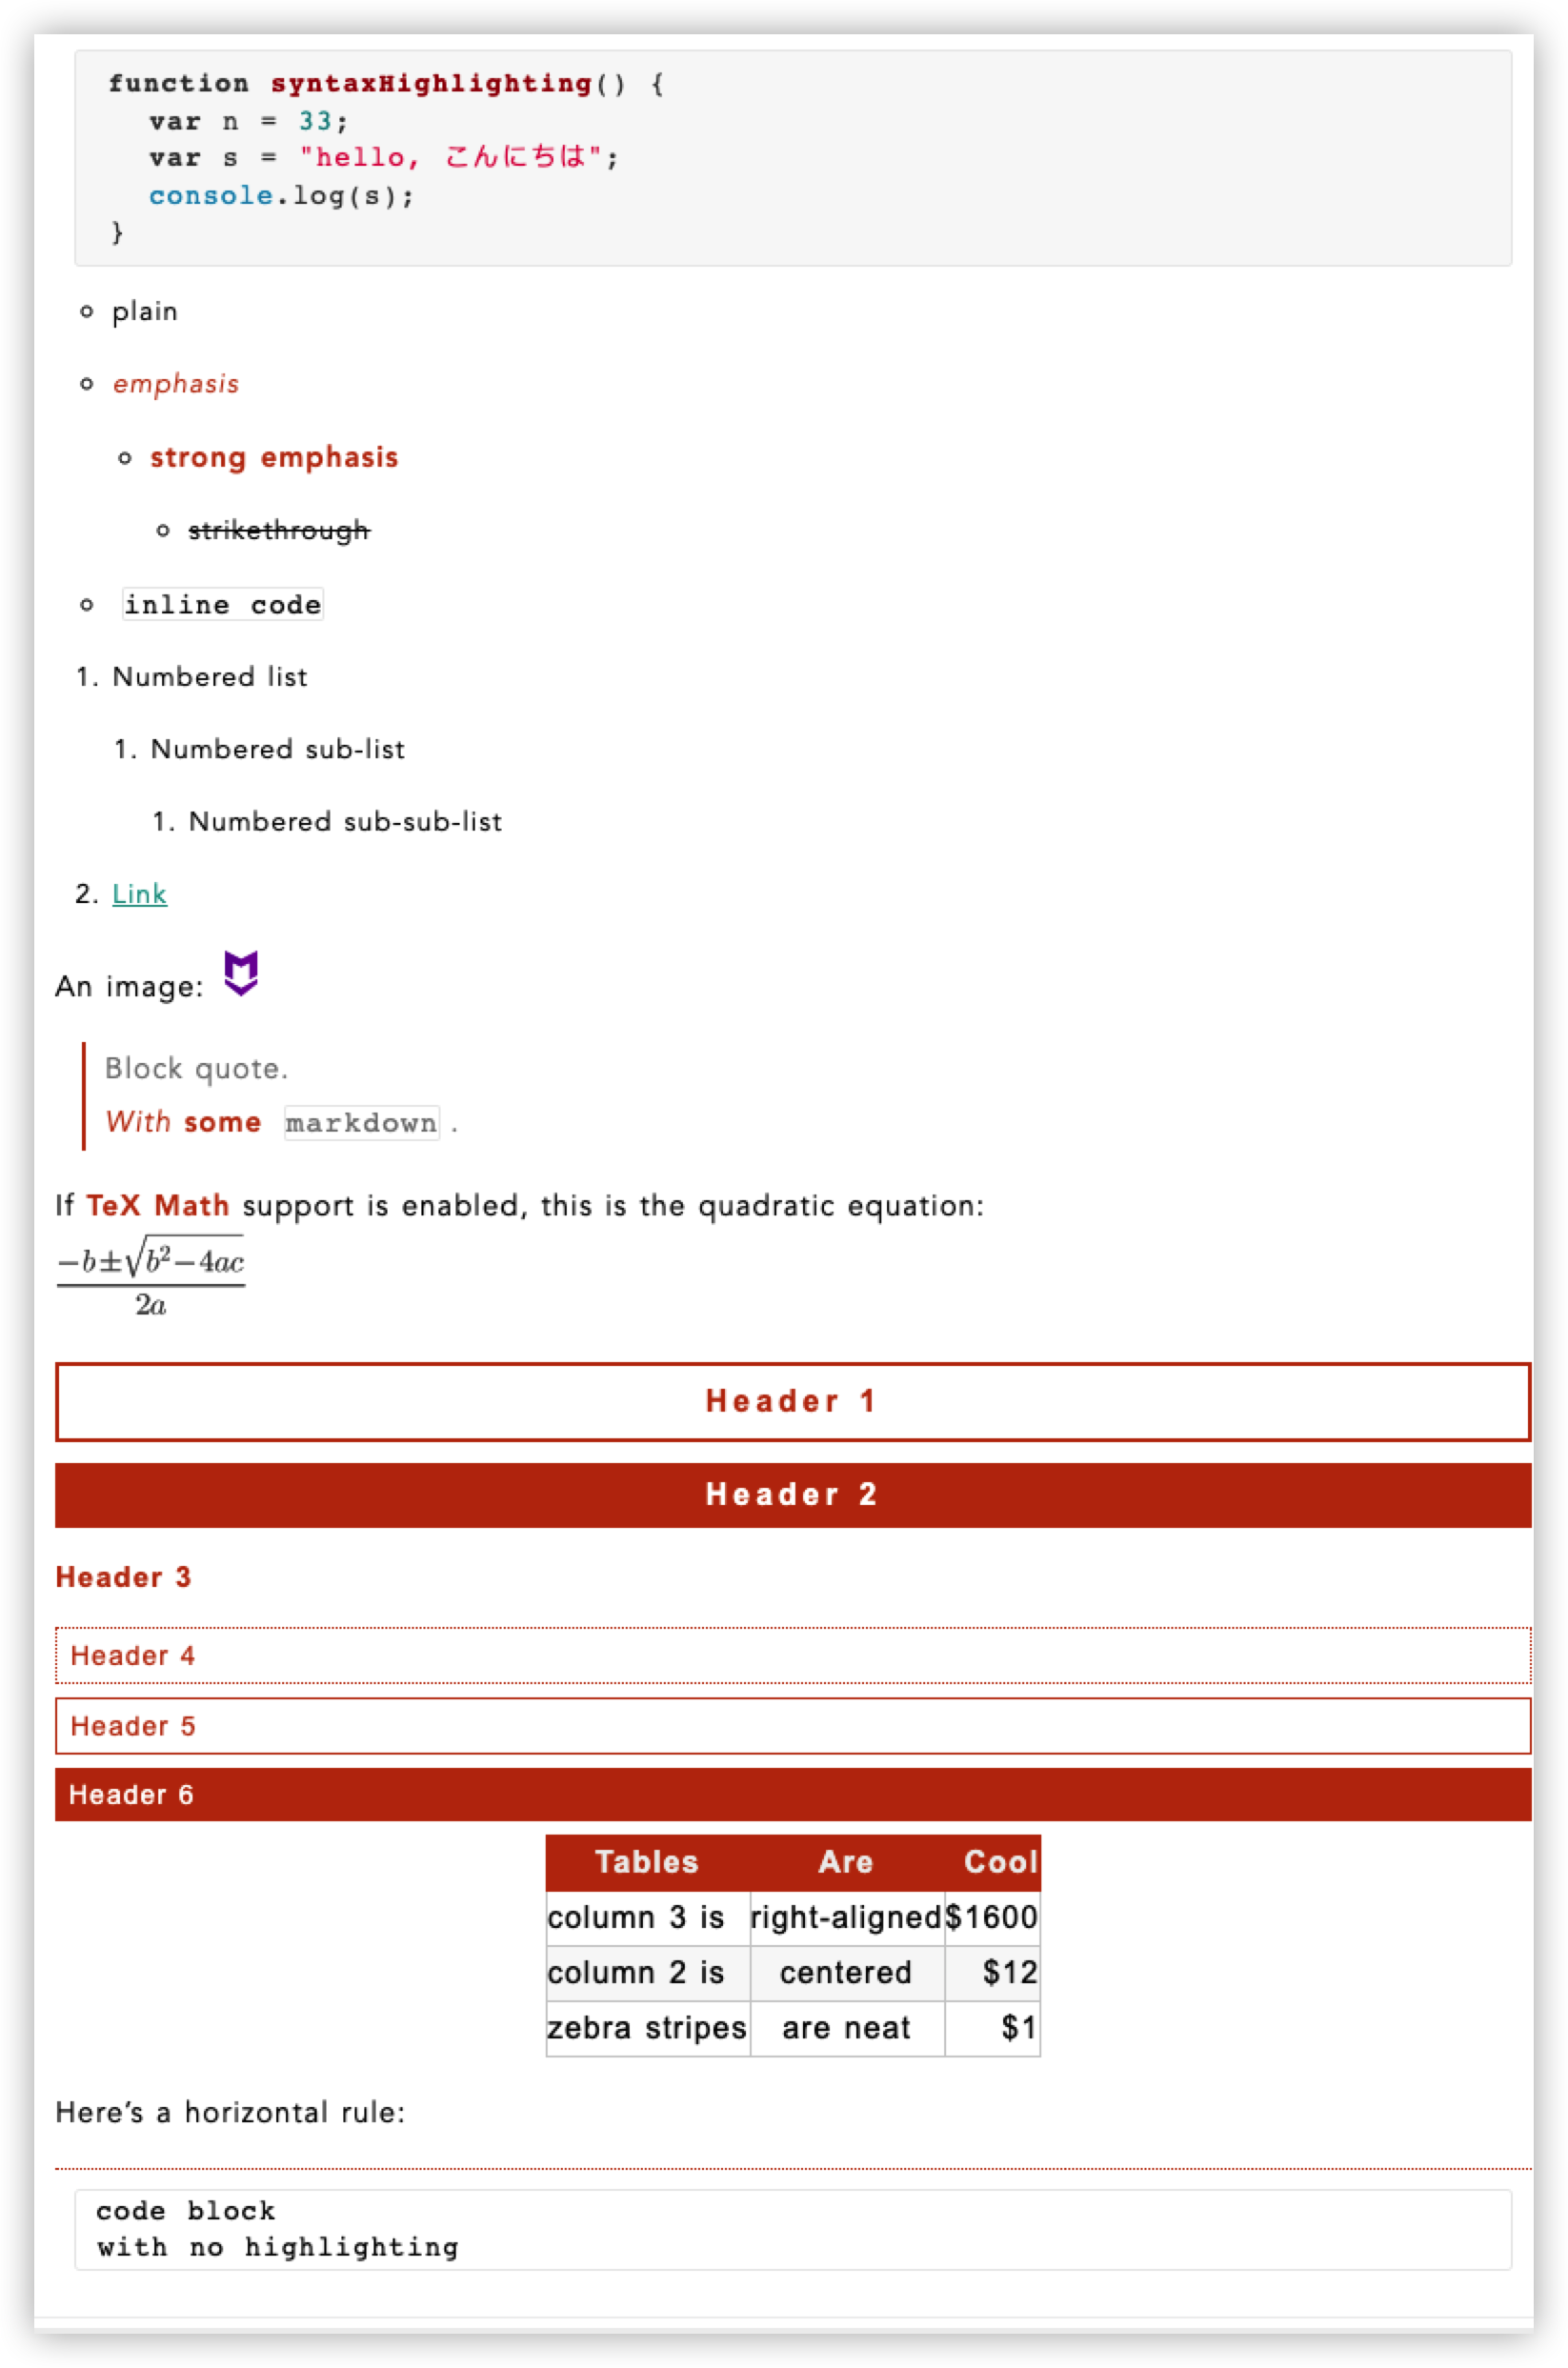 function syntaxHighlighting() {
  var n = 33;
  var s = "hello, こんにちは";
  console.log(s);
}
plain
emphasis
strong emphasis
strikethrough
inline code
1. Numbered list
1. Numbered sub-list
1. Numbered sub-sub-list
2. Link
An image:
Block quote.
With some markdown .
If TeX Math support is enabled, this is the quadratic equation:
−b±√b²−4ac
2a
Header 1
Header 2
Header 3
Header 4
Header 5
Header 6
Tables Are Cool
column 3 is right-aligned $1600
column 2 is centered $12
zebra stripes are neat $1
Here’s a horizontal rule:
code block
with no highlighting